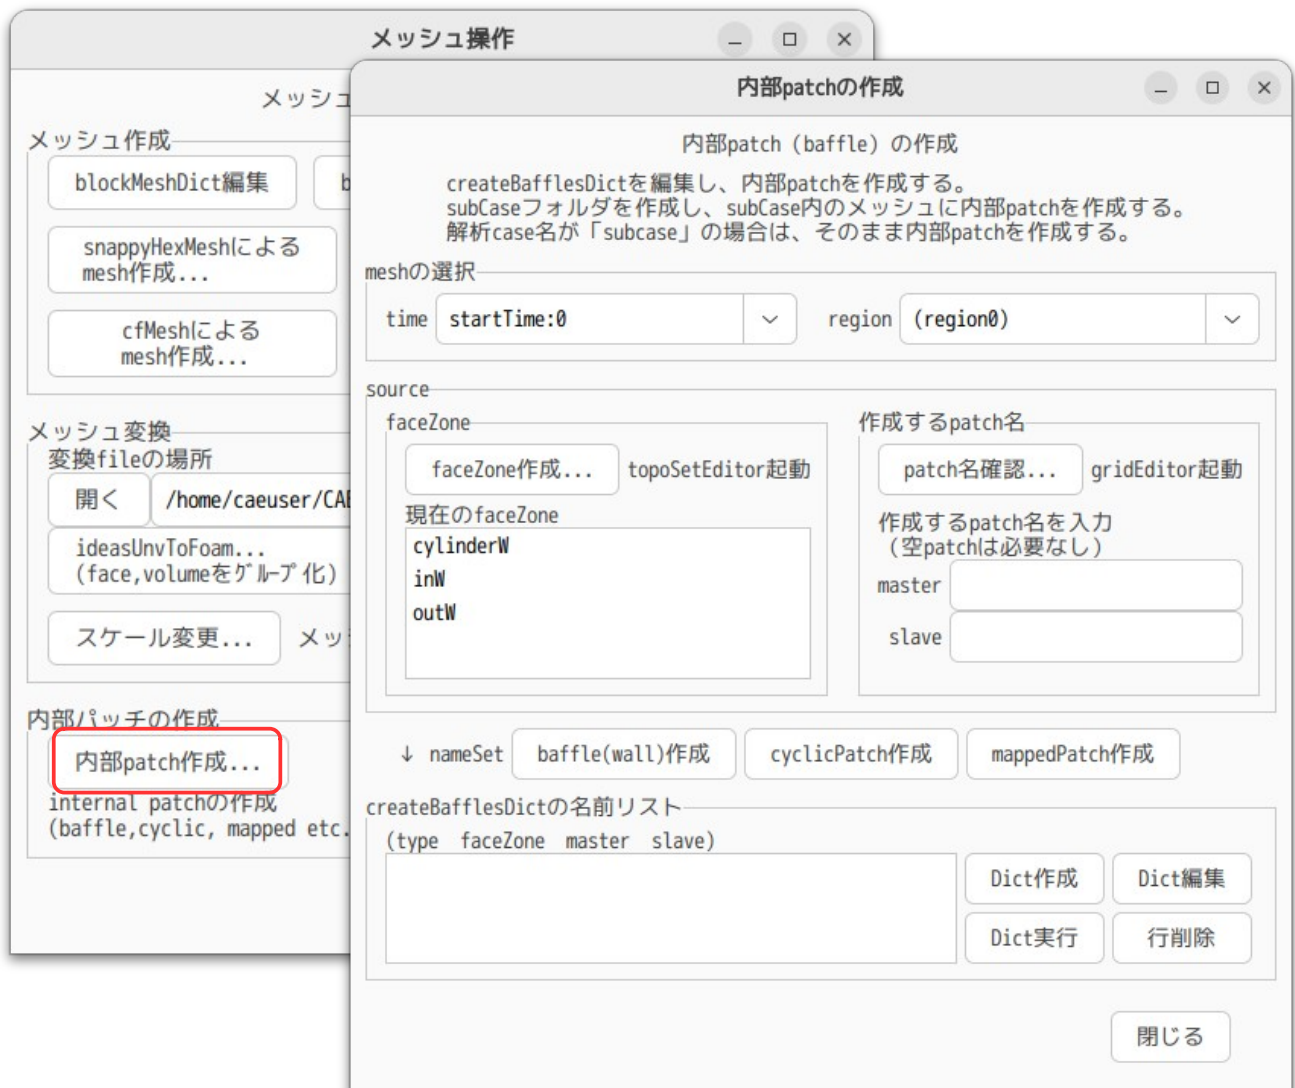 メッシュ操作
メッシュ
メッシュ作成
blockMeshDict編集
b
snappyHexMeshによる
mesh作成...
cfMeshによる
mesh作成...
メッシュ変換
変換fileの場所
開く
/home/caeuser/CAE
ideasUnvToFoam...
(face,volumeをグループ化)
スケール変更...
メッシ
内部パッチの作成
内部patch作成...
internal patchの作成
(baffle,cyclic, mapped etc.
内部patchの作成
内部patch（baffle）の作成
createBafflesDictを編集し、内部patchを作成する。
subCaseフォルダを作成し、subCase内のメッシュに内部patchを作成する。
解析case名が「subcase」の場合は、そのまま内部patchを作成する。
meshの選択
time startTime:0 region (region0)
source
faceZone
faceZone作成... topoSetEditor起動
現在のfaceZone
cylinderW
inW
outW
作成するpatch名
patch名確認... gridEditor起動
作成するpatch名を入力
（空patchは必要なし）
master
slave
↓ nameSet baffle(wall)作成 cyclicPatch作成 mappedPatch作成
createBafflesDictの名前リスト
(type faceZone master slave)
Dict作成 Dict編集
Dict実行 行削除
閉じる